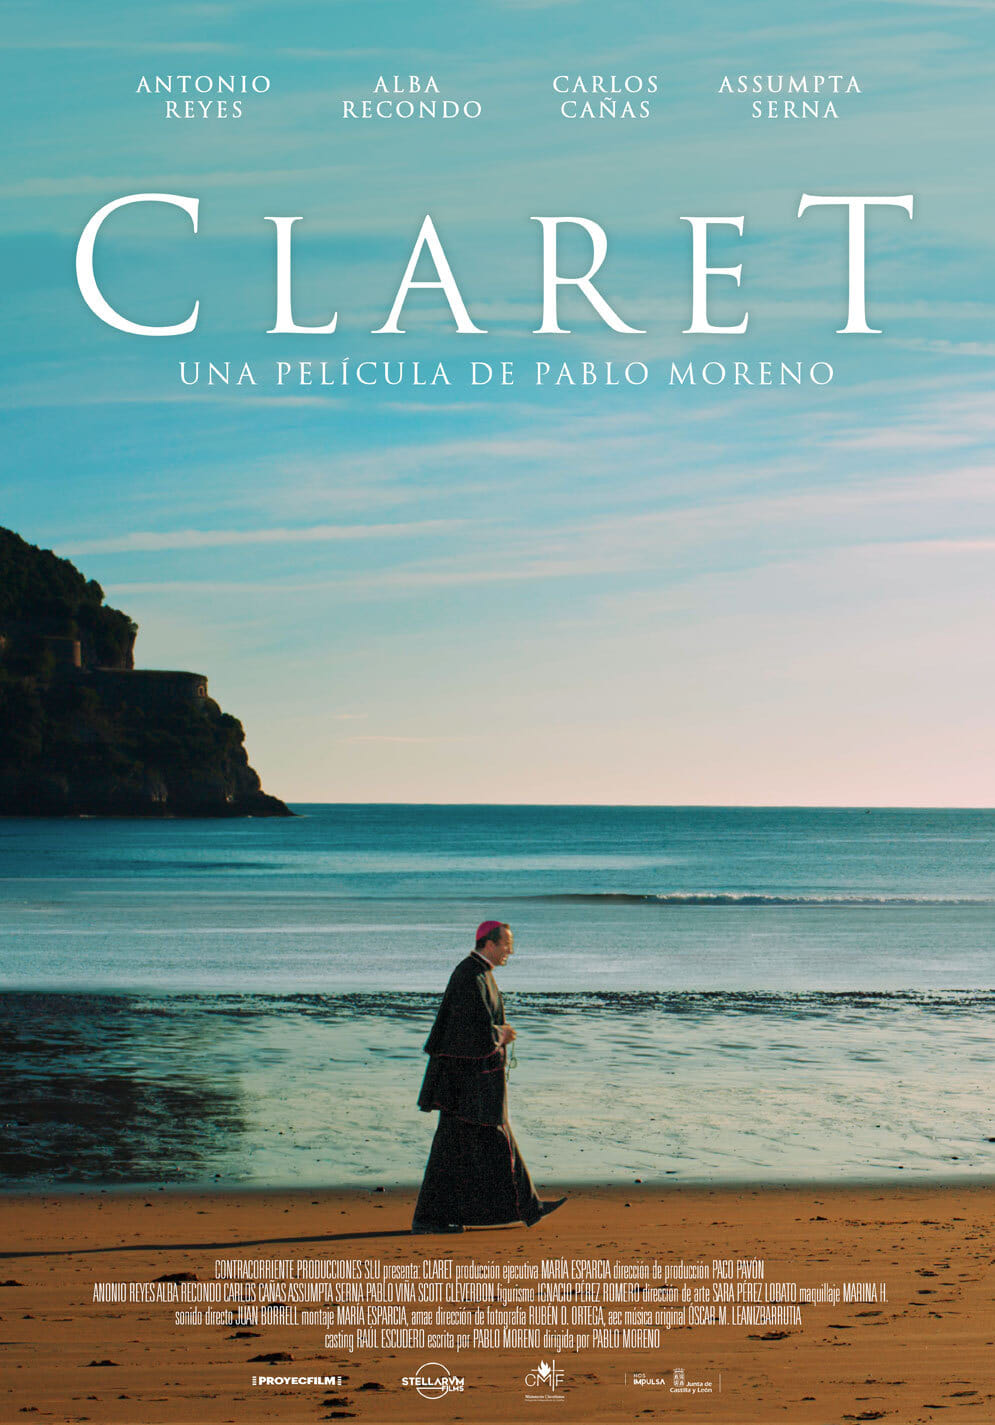 ANTONIO REYES
ALBA RECONDO
CARLOS CAÑAS
ASSUMPTA SERNA
CLARET
UNA PELÍCULA DE PABLO MORENO
CONTRACORRIENTE PRODUCCIONES SLU presenta: CLARET producción ejecutiva MARÍA ESPARCIA dirección de producción PACO PAVÓN
ANONIO REYES ALBA RECONDO CARLOS CAÑAS ASSUMPTA SERNA PABLO VIÑA SCOTT CLEVERDON figurismo IGNACIO PÉREZ ROMERO dirección de arte SARA PÉREZ LOBATO maquillaje MARINA H.
sonido directo JUAN BORRELL montaje MARÍA ESPARCIA, amae dirección de fotografía RUBÉN D. ORTEGA, aec música original ÓSCAR M. LEANIZBARRUTIA
casting RAÚL ESCUDERO escrita por PABLO MORENO dirigida por PABLO MORENO
PROYECFILM
STELLARVM
FILMS
CMF
NOS
IMPULSA
Junta de
Castilla y León